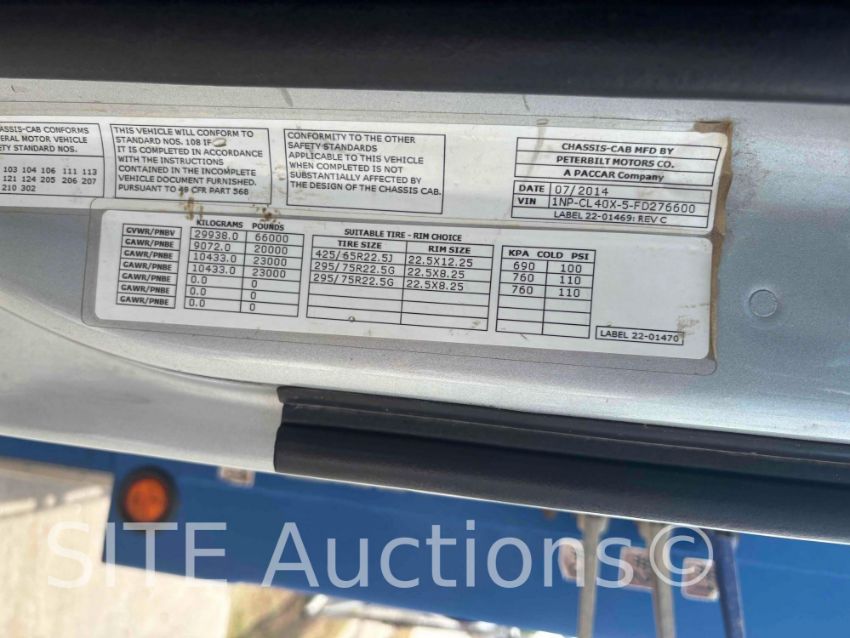 ASSIS-CAB CONFORMS
ERAL MOTOR VEHICLE
ETY STANDARD NOS.
103 104 106 111 113
121 124 205 206 207
210 302
THIS VEHICLE WILL CONFORM TO
STANDARD NOS. 108 IF
IT IS COMPLETED IN ACCORDANCE
WITH THE INSTRUCTIONS
CONTAINED IN THE INCOMPLETE
VEHICLE DOCUMENT FURNISHED.
PURSUANT TO 49 CFR PART 568
CONFORMITY TO THE OTHER
SAFETY STANDARDS
APPLICABLE TO THIS VEHICLE
WHEN COMPLETED IS NOT
SUBSTANTIALLY AFFECTED BY
THE DESIGN OF THE CHASSIS CAB.
CHASSIS-CAB MFD BY
PETERBILT MOTORS CO.
A PACCAR Company
DATE 07/2014
VIN 1NP-CL40X-5-FD276600
LABEL 22-01469: REV C
KILOGRAMS POUNDS
GVWR/PNBV 29938.0 66000
GAWR/PNBE 9072.0 20000
GAWR/PNBE 10433.0 23000
GAWR/PNBE 10433.0 23000
GAWR/PNBE 0.0 0
GAWR/PNBE 0.0 0
GAWR/PNBE 0.0 0
SUITABLE TIRE - RIM CHOICE
TIRE SIZE RIM SIZE
425/65R22.5J 22.5X12.25
295/75R22.5G 22.5X8.25
295/75R22.5G 22.5X8.25
KPA COLD PSI
690 100
760 110
760 110
LABEL 22-01470
SITE Auctions©